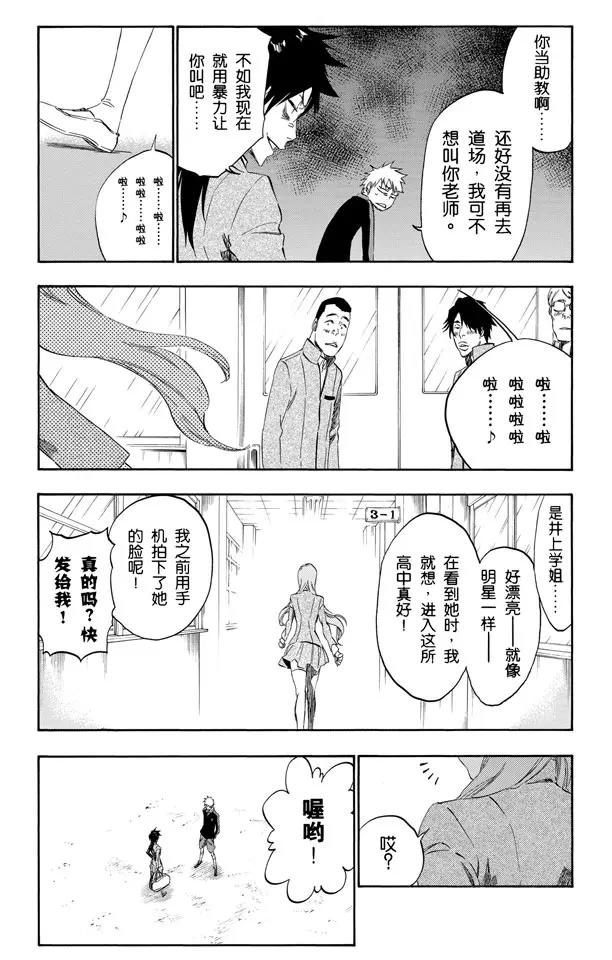 你当助教啊……
还好没有再去
道场，我可不
想叫你老师。
不如我现在
就用暴力让
你叫吧……
啦……啦
啦啦……啦啦
啦……♪
啦……啦
啦啦啦啦
啦……♪
是井上学姐…
3-1
好漂亮——就像
明星一样——
在看到她时，我
就想，进入这所
高中真好！
我之前用手
机拍下了她
的脸呢！
真的吗？快
发给我！
哎？
喔哟！